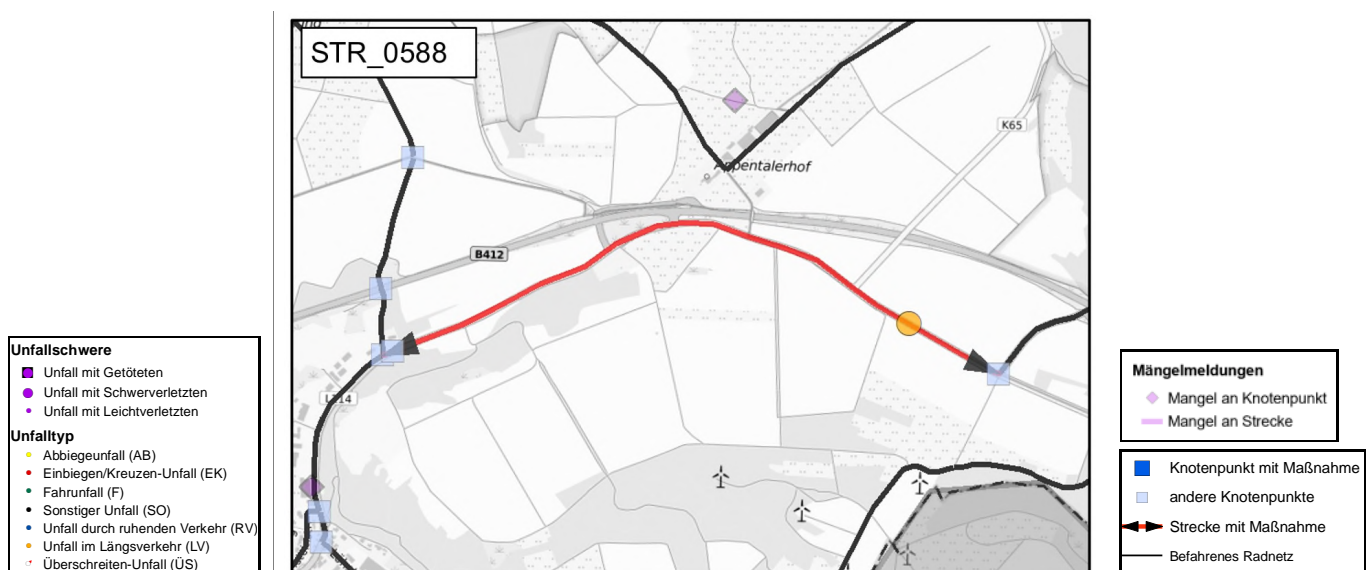 STR_0588
K65
Appentalerhof
B412
Unfallschwere
Unfall mit Getöteten
Unfall mit Schwerverletzten
Unfall mit Leichtverletzten
Unfalltyp
Abbiegeunfall (AB)
Einbiegen/Kreuzen-Unfall (EK)
Fahrunfall (F)
Sonstiger Unfall (SO)
Unfall durch ruhenden Verkehr (RV)
Unfall im Längsverkehr (LV)
Überschreiten-Unfall (ÜS)
Mängelmeldungen
Mangel an Knotenpunkt
Mangel an Strecke
Knotenpunkt mit Maßnahme
andere Knotenpunkte
Strecke mit Maßnahme
Befahrenes Radnetz